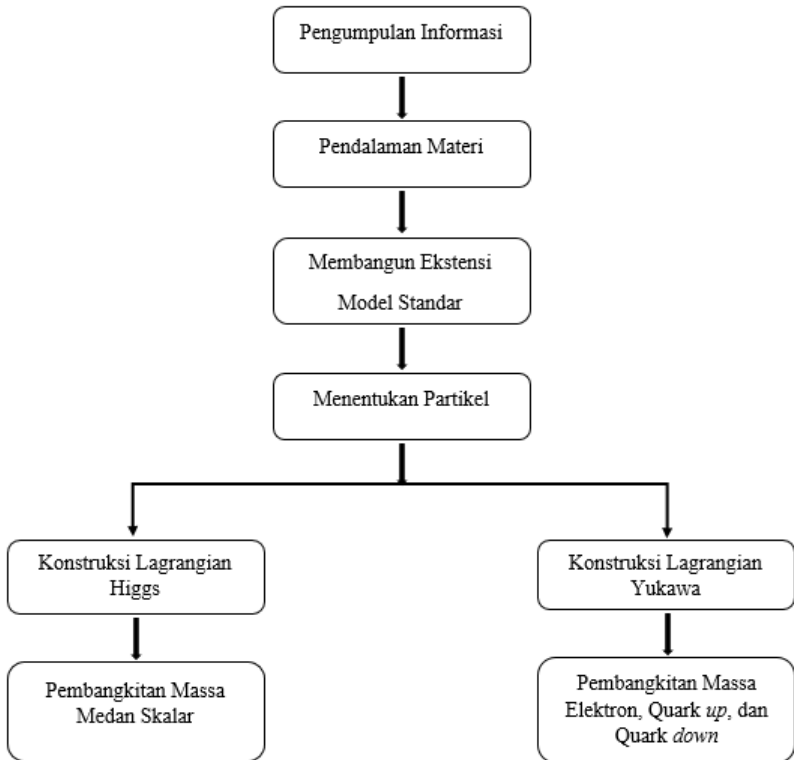 Pengumpulan Informasi
Pendalaman Materi
Membangun Ekstensi
Model Standar
Menentukan Partikel
Konstruksi Lagrangian
Higgs
Konstruksi Lagrangian
Yukawa
Pembangkitan Massa
Medan Skalar
Pembangkitan Massa
Elektron, Quark up, dan
Quark down